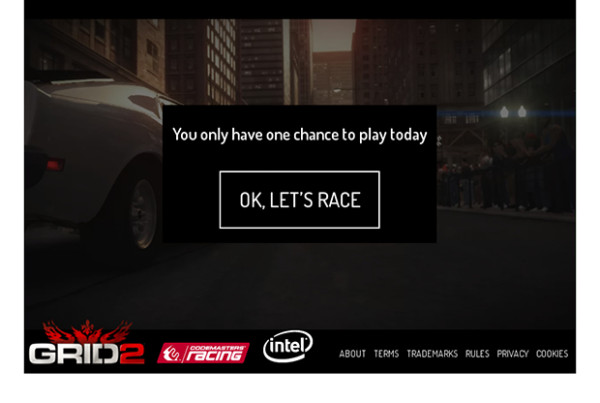 You only have one chance to play today
OK, LET'S RACE
GRID2
CODEMASTERS
racing
intel
ABOUT TERMS TRADEMARKS RULES PRIVACY COOKIES